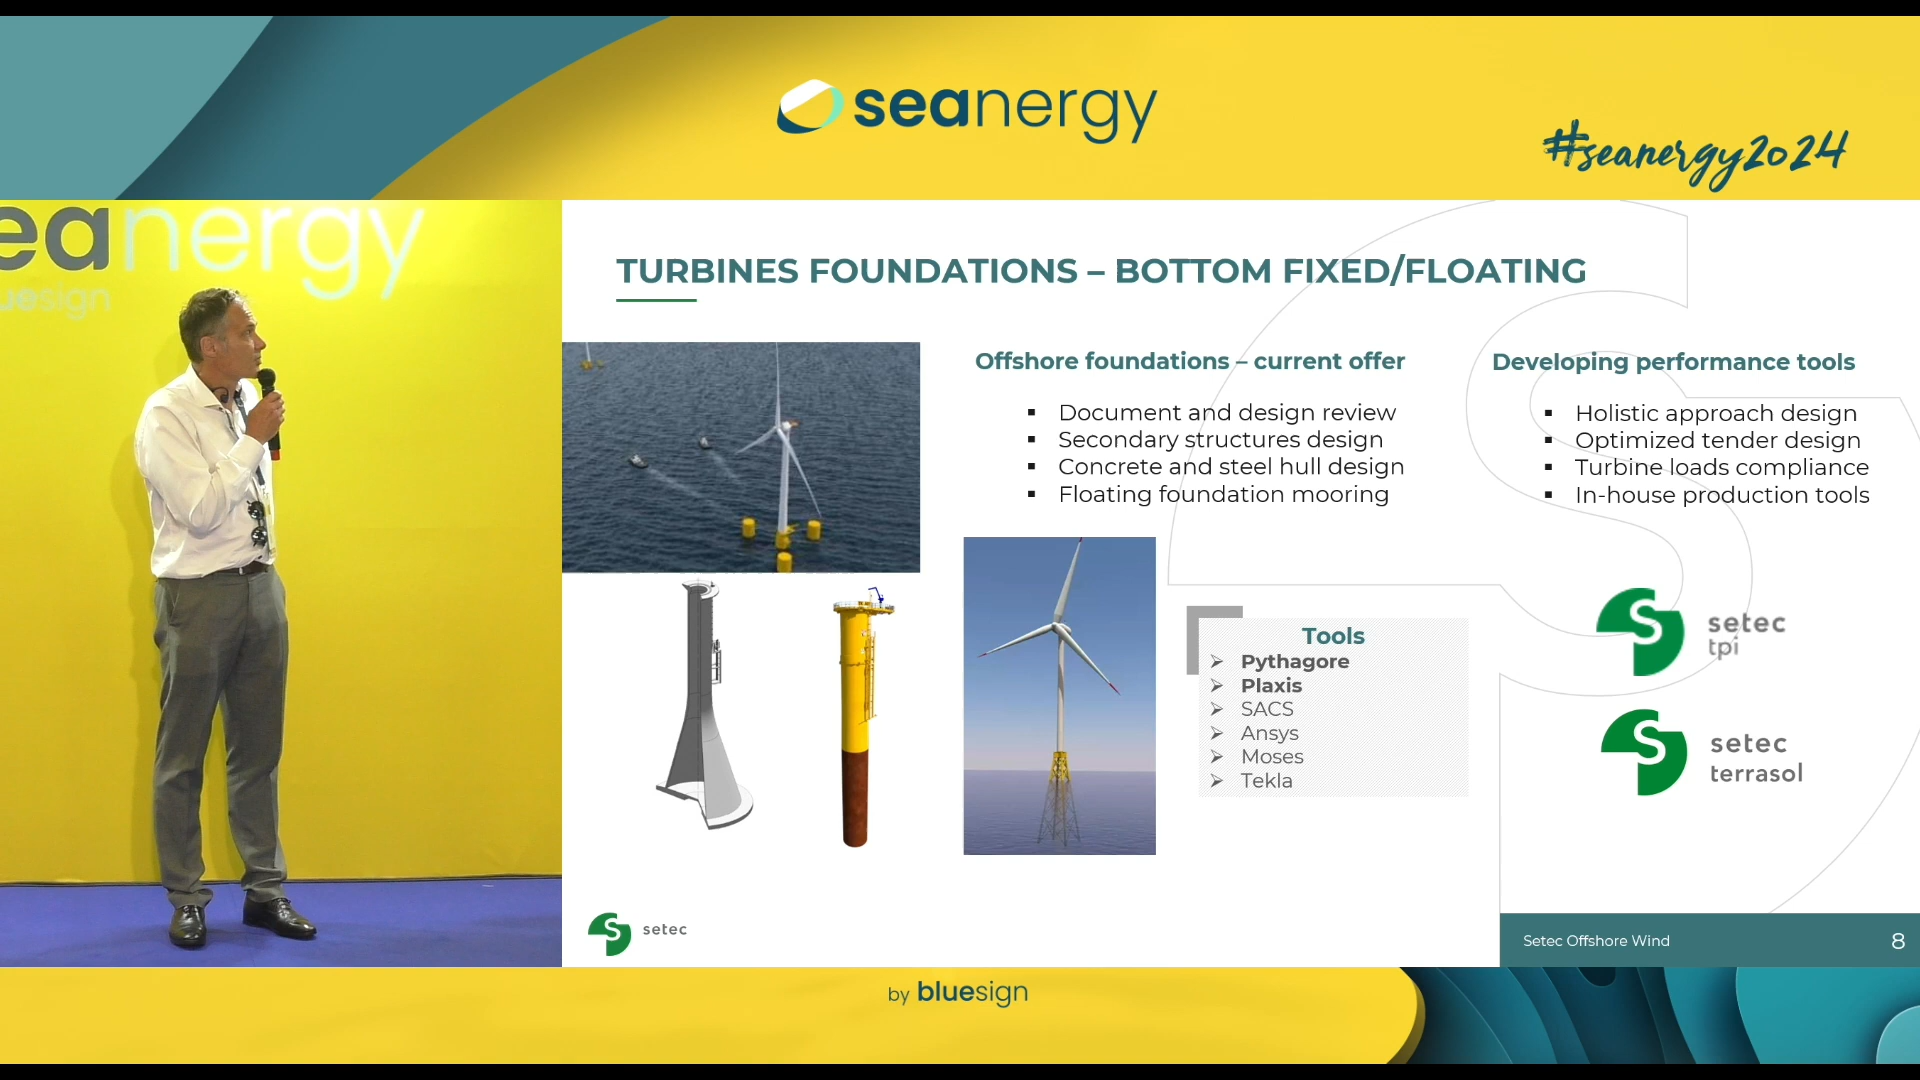 seanergy
#seanergy2024
eanergy
uesign
TURBINES FOUNDATIONS – BOTTOM FIXED/FLOATING
Offshore foundations – current offer
▪ Document and design review
▪ Secondary structures design
▪ Concrete and steel hull design
▪ Floating foundation mooring
Developing performance tools
▪ Holistic approach design
▪ Optimized tender design
▪ Turbine loads compliance
▪ In-house production tools
Tools
➢ Pythagore
➢ Plaxis
➢ SACS
➢ Ansys
➢ Moses
➢ Tekla
setec
tpi
setec
terrasol
setec
Setec Offshore Wind
8
by bluesign